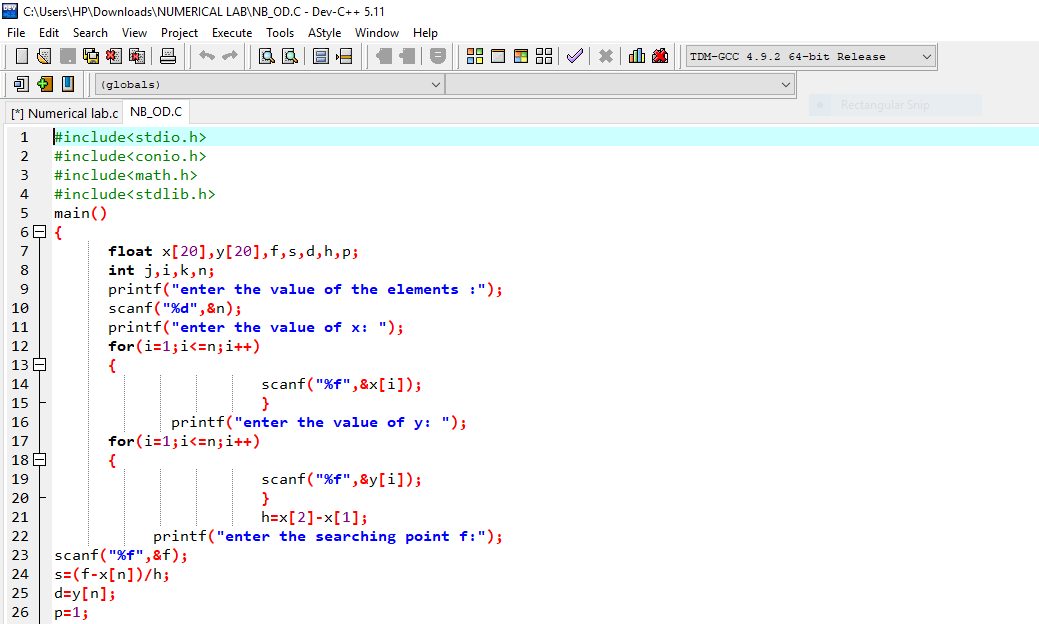 C:\Users\HP\Downloads\NUMERICAL LAB\NB_OD.C - Dev-C++ 5.11
File Edit Search View Project Execute Tools AStyle Window Help
TDM-GCC 4.9.2 64-bit Release
(globals)
Rectangular Snip
[*] Numerical lab.c NB_OD.C
1 #include<stdio.h>
2 #include<conio.h>
3 #include<math.h>
4 #include<stdlib.h>
5 main()
6 {
7 float x[20],y[20],f,s,d,h,p;
8 int j,i,k,n;
9 printf("enter the value of the elements :");
10 scanf("%d",&n);
11 printf("enter the value of x: ");
12 for(i=1;i<=n;i++)
13 {
14 scanf("%f",&x[i]);
15 }
16 printf("enter the value of y: ");
17 for(i=1;i<=n;i++)
18 {
19 scanf("%f",&y[i]);
20 }
21 h=x[2]-x[1];
22 printf("enter the searching point f:");
23 scanf("%f",&f);
24 s=(f-x[n])/h;
25 d=y[n];
26 p=1;